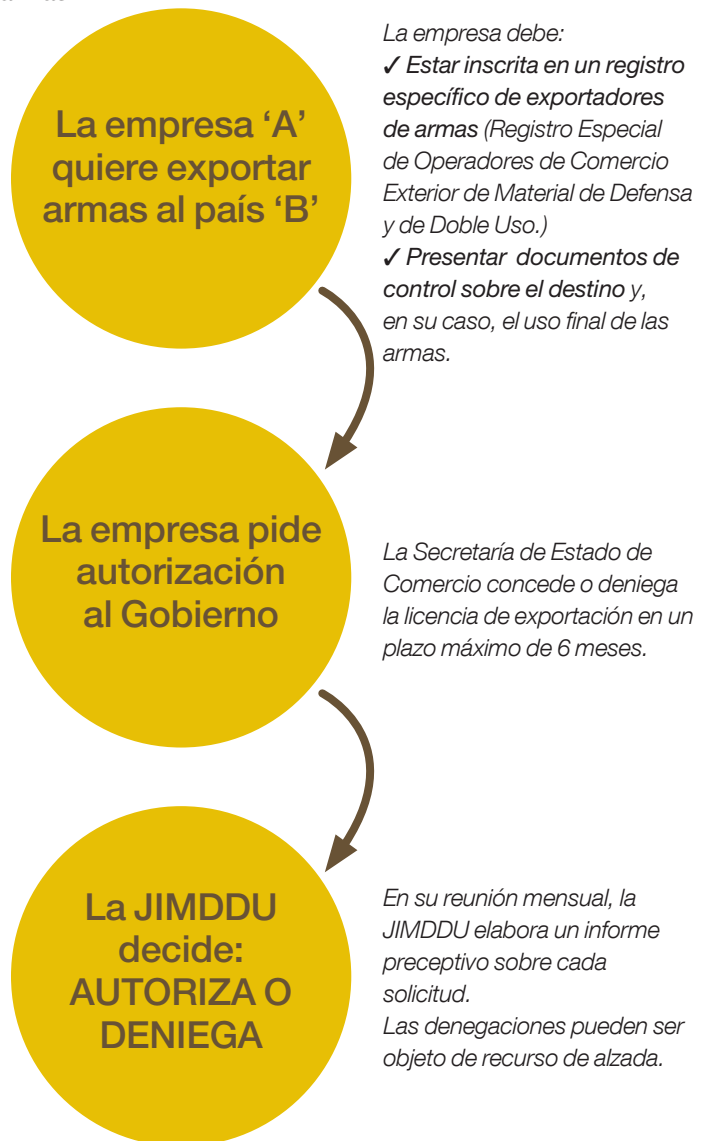 La empresa ‘A’
quiere exportar
armas al país ‘B’
La empresa debe:
✓ Estar inscrita en un registro
específico de exportadores
de armas (Registro Especial
de Operadores de Comercio
Exterior de Material de Defensa
y de Doble Uso.)
✓ Presentar documentos de
control sobre el destino y,
en su caso, el uso final de las
armas.
La empresa pide
autorización
al Gobierno
La Secretaría de Estado de
Comercio concede o deniega
la licencia de exportación en un
plazo máximo de 6 meses.
La JIMDDU
decide:
AUTORIZA O
DENIEGA
En su reunión mensual, la
JIMDDU elabora un informe
preceptivo sobre cada
solicitud.
Las denegaciones pueden ser
objeto de recurso de alzada.